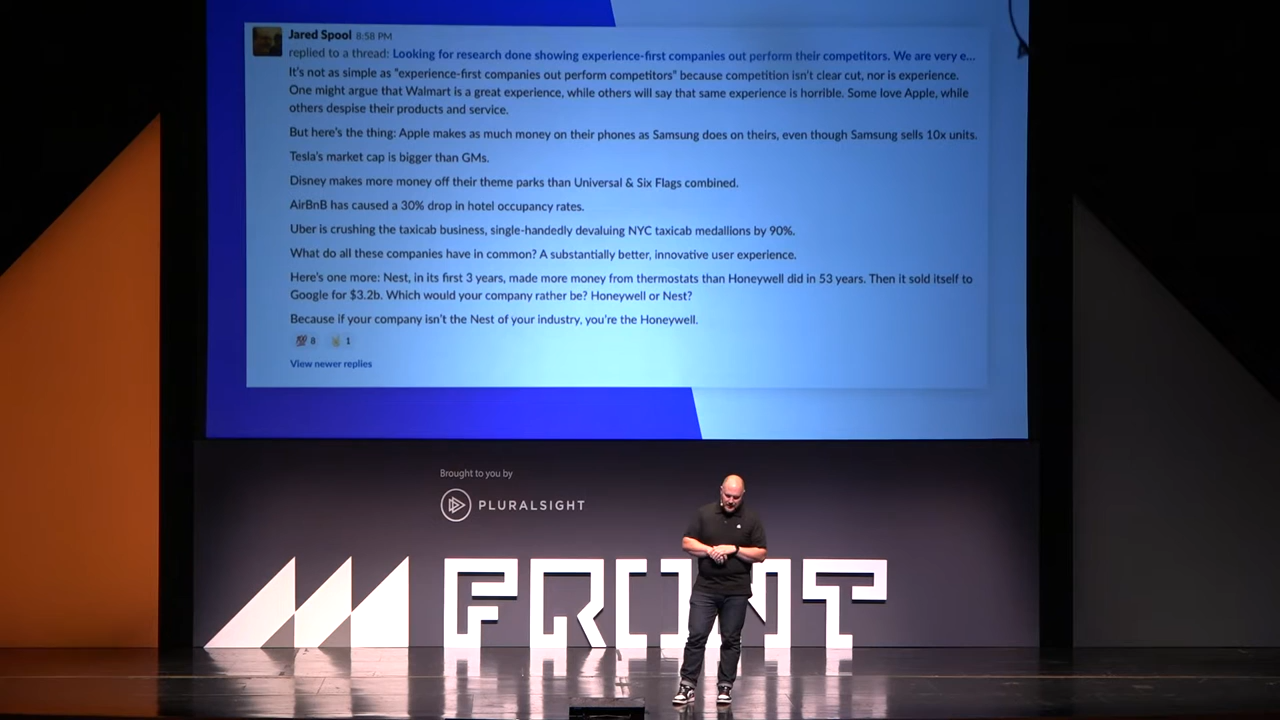 Jared Spool 8:58 PM
replied to a thread: Looking for research done showing experience-first companies out perform their competitors. We are very e...
It's not as simple as "experience-first companies out perform competitors" because competition isn't clear cut, nor is experience.
One might argue that Walmart is a great experience, while others will say that same experience is horrible. Some love Apple, while
others despise their products and service.
But here's the thing: Apple makes as much money on their phones as Samsung does on theirs, even though Samsung sells 10x units.
Tesla's market cap is bigger than GMs.
Disney makes more money off their theme parks than Universal & Six Flags combined.
AirBnB has caused a 30% drop in hotel occupancy rates.
Uber is crushing the taxicab business, single-handedly devaluing NYC taxicab medallions by 90%.
What do all these companies have in common? A substantially better, innovative user experience.
Here's one more: Nest, in its first 3 years, made more money from thermostats than Honeywell did in 53 years. Then it sold itself to
Google for $3.2b. Which would your company rather be? Honeywell or Nest?
Because if your company isn't the Nest of your industry, you're the Honeywell.
💯 8 1
View newer replies
Brought to you by
PLURALSIGHT
FRONT